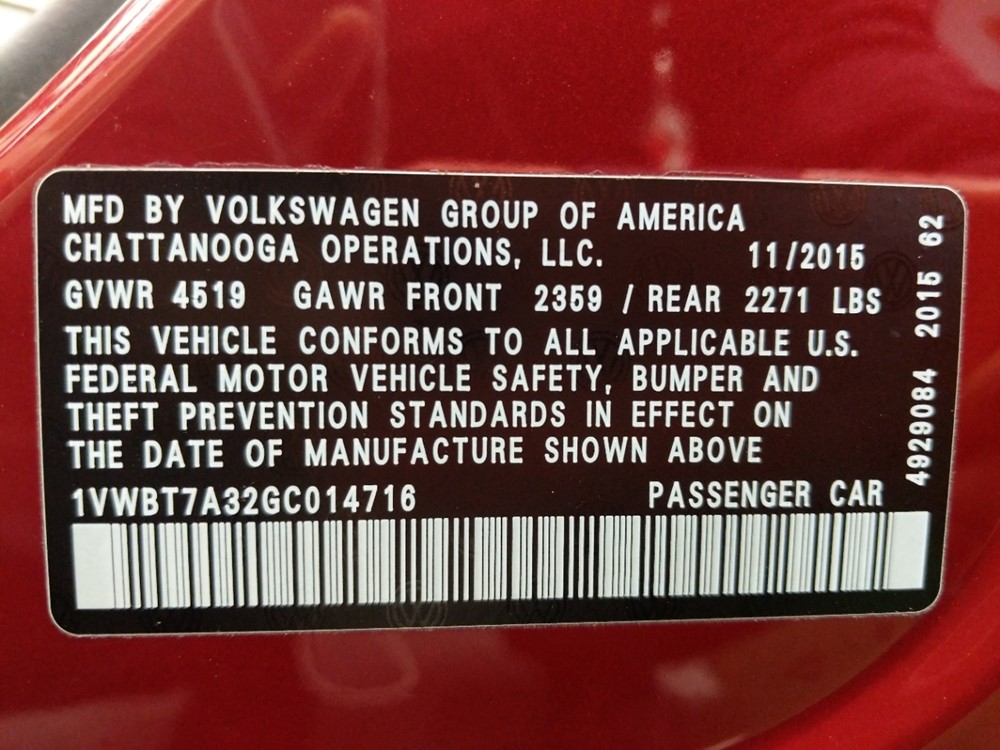 MFD BY VOLKSWAGEN GROUP OF AMERICA
CHATTANOOGA OPERATIONS, LLC. 11/2015
GVWR 4519 GAWR FRONT 2359 / REAR 2271 LBS
THIS VEHICLE CONFORMS TO ALL APPLICABLE U.S.
FEDERAL MOTOR VEHICLE SAFETY, BUMPER AND
THEFT PREVENTION STANDARDS IN EFFECT ON
THE DATE OF MANUFACTURE SHOWN ABOVE
1VWBT7A32GC014716 PASSENGER CAR
4929084 2015 62